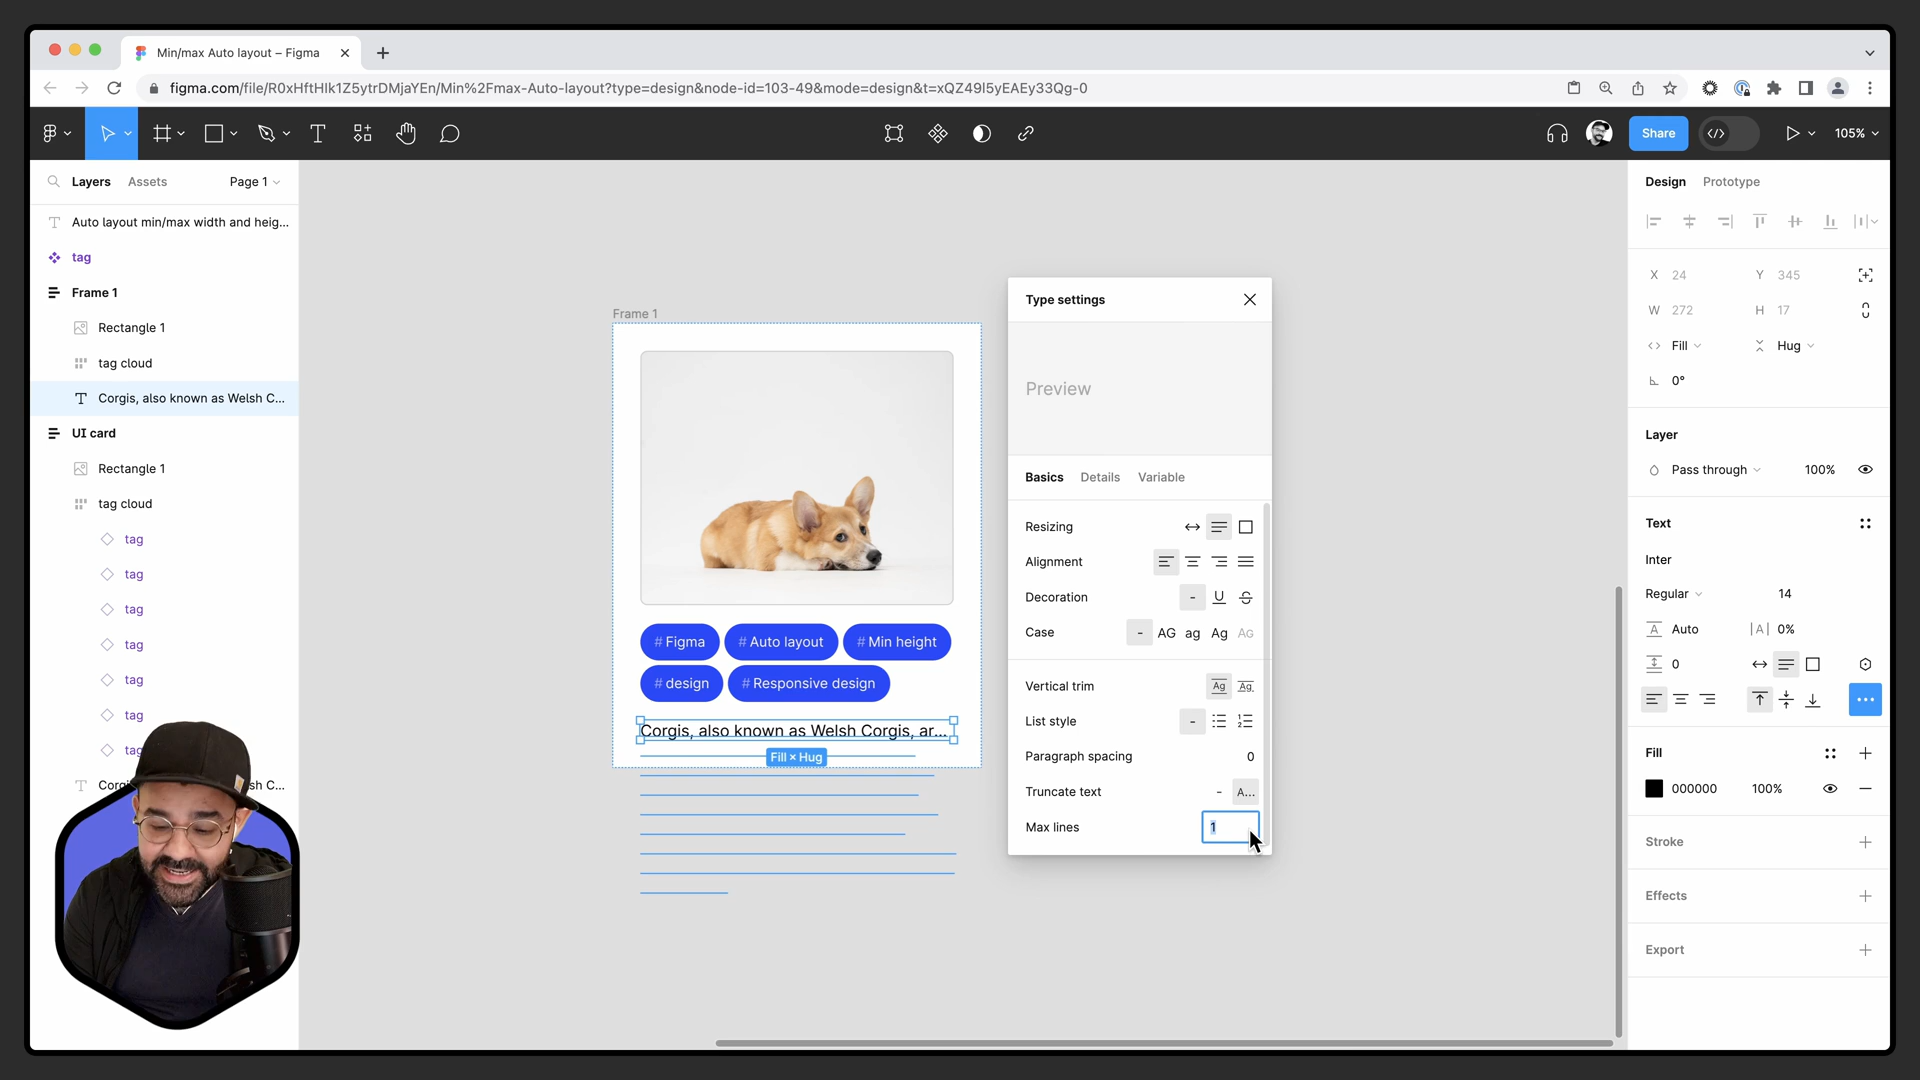 Min/max Auto layout – Figma
figma.com/file/R0xHftHIk1Z5ytrDMjaYEn/Min%2Fmax-Auto-layout?type=design&node-id=103-49&mode=design&t=xQZ49I5yEAEy33Qg-0
Share
105%
Layers
Assets
Page 1
Auto layout min/max width and heig...
tag
Frame 1
Rectangle 1
tag cloud
Corgis, also known as Welsh C...
UI card
Rectangle 1
tag cloud
tag
tag
tag
tag
tag
tag
Frame 1
# Figma
# Auto layout
# Min height
# design
# Responsive design
Corgis, also known as Welsh Corgis, ar...
Fill × Hug
Type settings
Preview
Basics
Details
Variable
Resizing
Alignment
Decoration
-
U
S
Case
-
AG
ag
Ag
AG
Vertical trim
Ag
Ag
List style
-
Paragraph spacing
0
Truncate text
-
A...
Max lines
1
Design
Prototype
X 24
Y 345
W 272
H 17
Fill
Hug
0°
Layer
Pass through
100%
Text
Inter
Regular
14
A Auto
|A| 0%
0
Fill
000000
100%
Stroke
Effects
Export